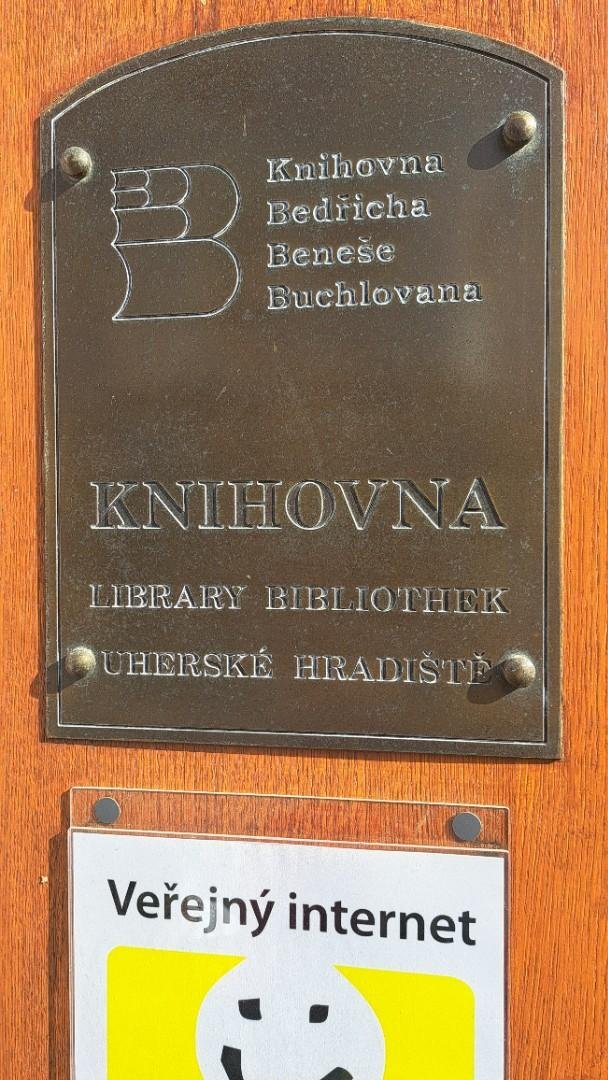 Knihovna
Bedřicha
Beneše
Buchlovana
KNIHOVNA
LIBRARY BIBLIOTHEK
UHERSKÉ HRADIŠTĚ
Veřejný internet